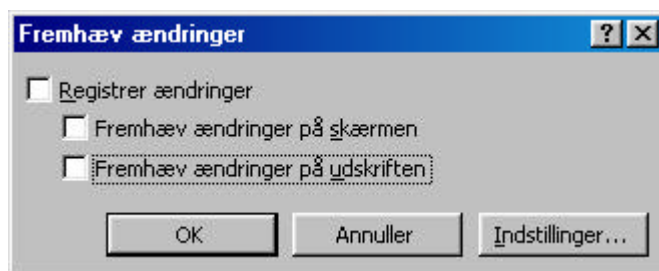 Fremhæv ændringer
Registrer ændringer
Fremhæv ændringer på skærmen
Fremhæv ændringer på udskriften
OK Annuller Indstillinger...